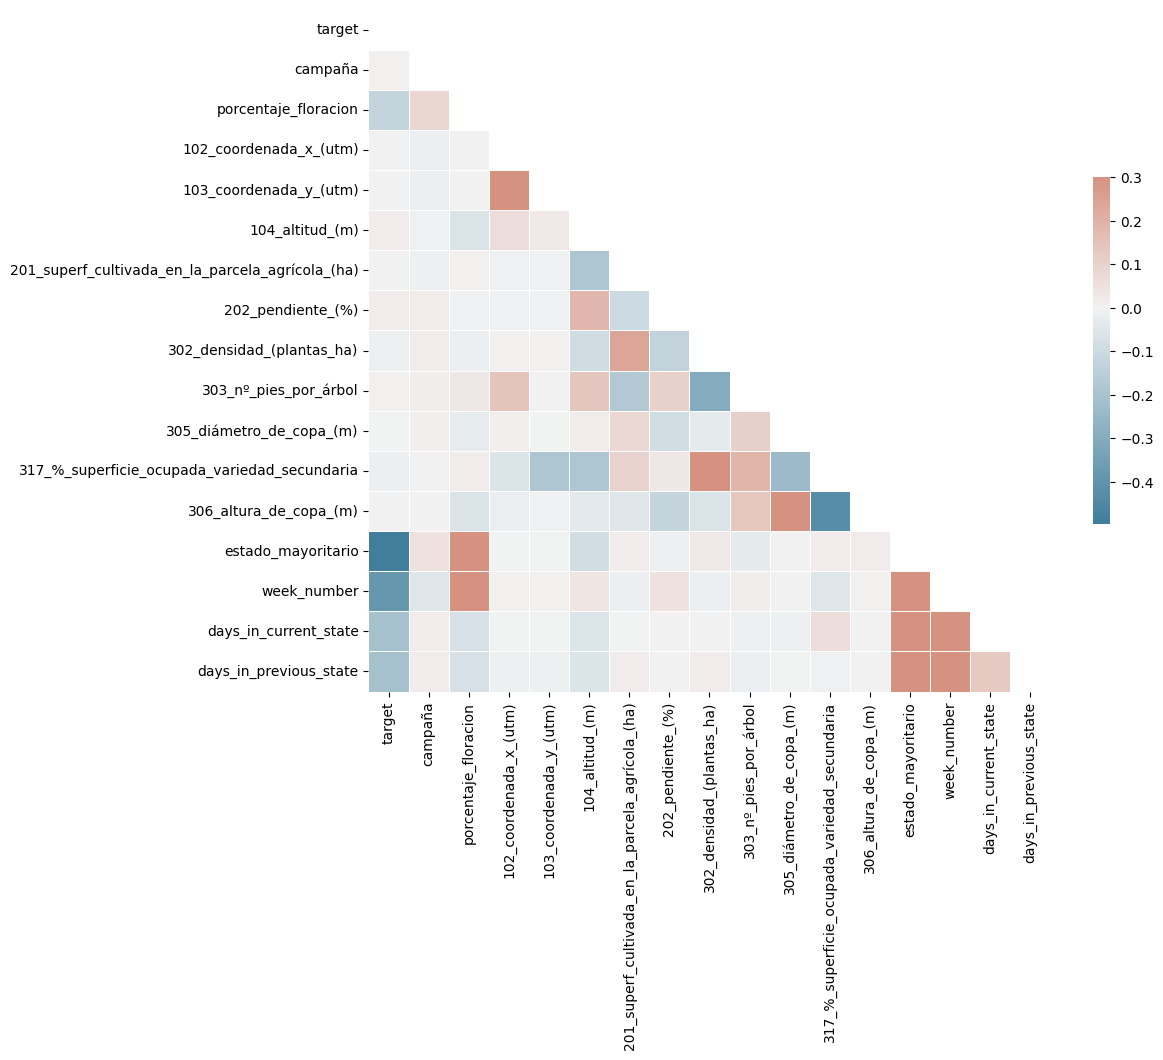 target
campaña
porcentaje_floracion
102_coordenada_x_(utm)
103_coordenada_y_(utm)
104_altitud_(m)
201_superf_cultivada_en_la_parcela_agrícola_(ha)
202_pendiente_(%)
302_densidad_(plantas_ha)
303_nº_pies_por_árbol
305_diámetro_de_copa_(m)
317_%_superficie_ocupada_variedad_secundaria
306_altura_de_copa_(m)
estado_mayoritario
week_number
days_in_current_state
days_in_previous_state
target
campaña
porcentaje_floracion
102_coordenada_x_(utm)
103_coordenada_y_(utm)
104_altitud_(m)
201_superf_cultivada_en_la_parcela_agrícola_(ha)
202_pendiente_(%)
302_densidad_(plantas_ha)
303_nº_pies_por_árbol
305_diámetro_de_copa_(m)
317_%_superficie_ocupada_variedad_secundaria
306_altura_de_copa_(m)
estado_mayoritario
week_number
days_in_current_state
days_in_previous_state
0.3
0.2
0.1
0.0
−0.1
−0.2
−0.3
−0.4